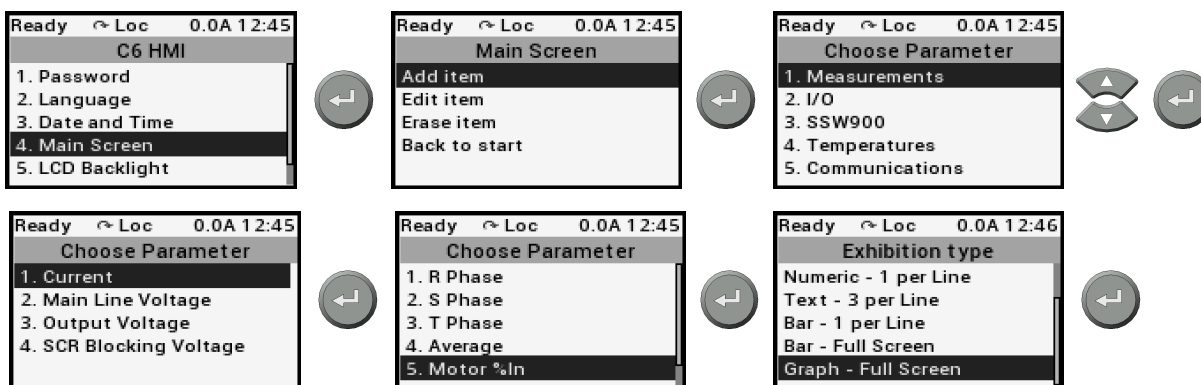 Ready Loc 0.0A 12:45
C6 HMI
1. Password
2. Language
3. Date and Time
4. Main Screen
5. LCD Backlight
Ready Loc 0.0A 12:45
Main Screen
Add item
Edit item
Erase item
Back to start
Ready Loc 0.0A 12:45
Choose Parameter
1. Measurements
2. I/O
3. SSW900
4. Temperatures
5. Communications
Ready Loc 0.0A 12:45
Choose Parameter
1. Current
2. Main Line Voltage
3. Output Voltage
4. SCR Blocking Voltage
Ready Loc 0.0A 12:45
Choose Parameter
1. R Phase
2. S Phase
3. T Phase
4. Average
5. Motor %In
Ready Loc 0.0A 12:46
Exhibition type
Numeric - 1 per Line
Text - 3 per Line
Bar - 1 per Line
Bar - Full Screen
Graph - Full Screen